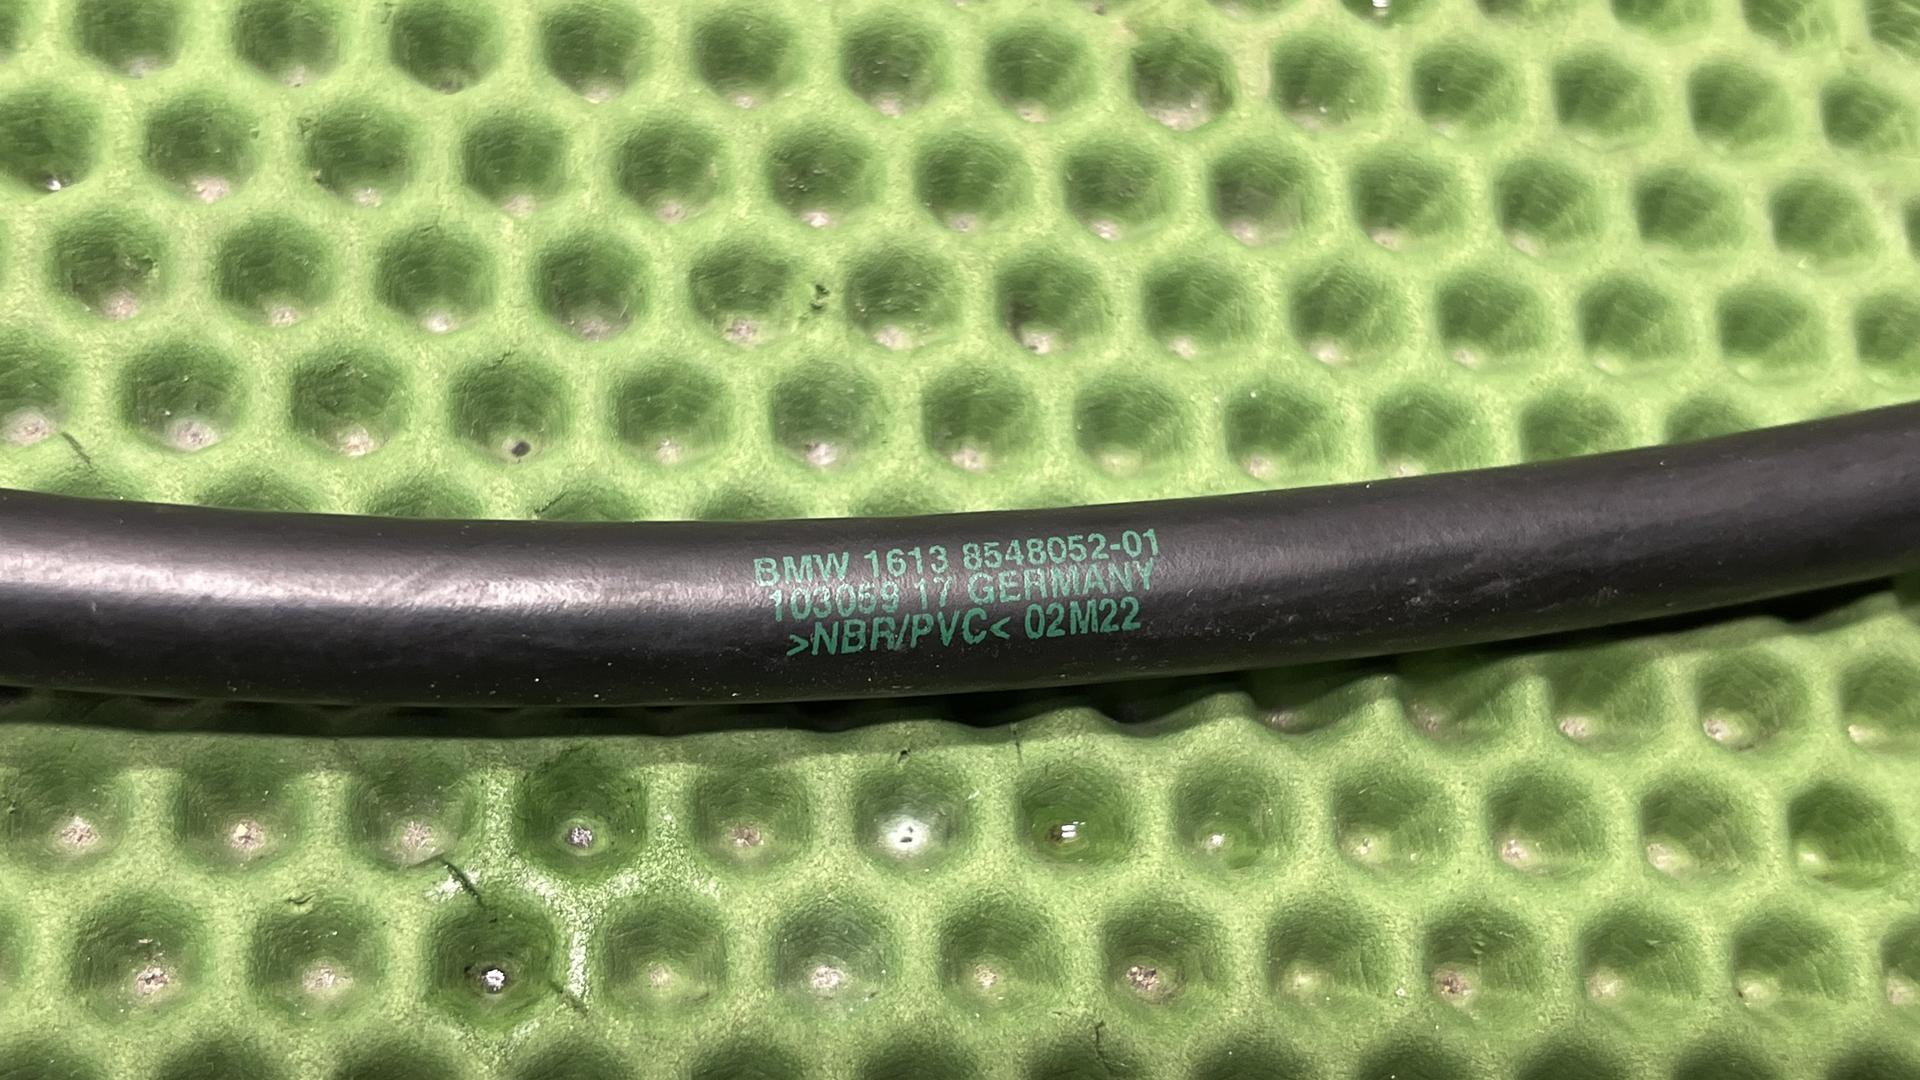 BMW 1613 8548052-01
103059 17 GERMANY
>NBR/PVC< 02M22